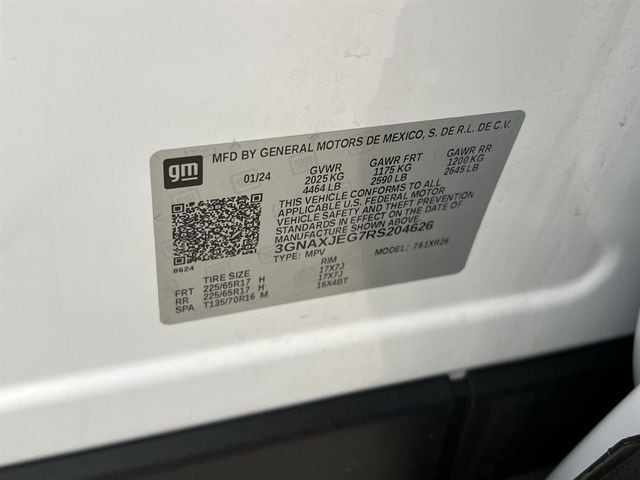 gm
MFD BY GENERAL MOTORS DE MEXICO, S. DE R.L. DE C.V.
01/24 GVWR GAWR FRT GAWR RR
2025 KG 1175 KG 1200 KG
4464 LB 2590 LB 2645 LB
THIS VEHICLE CONFORMS TO ALL
APPLICABLE U.S. FEDERAL MOTOR
VEHICLE SAFETY AND THEFT PREVENTION
STANDARDS IN EFFECT ON THE DATE OF
MANUFACTURE SHOWN ABOVE.
3GNAXJEG7RS204626
TYPE: MPV MODEL: 761XR26
8624
TIRE SIZE RIM
FRT 225/65R17 H 17X7J
RR 225/65R17 H 17X7J
SPA T135/70R16 M 16X4BT